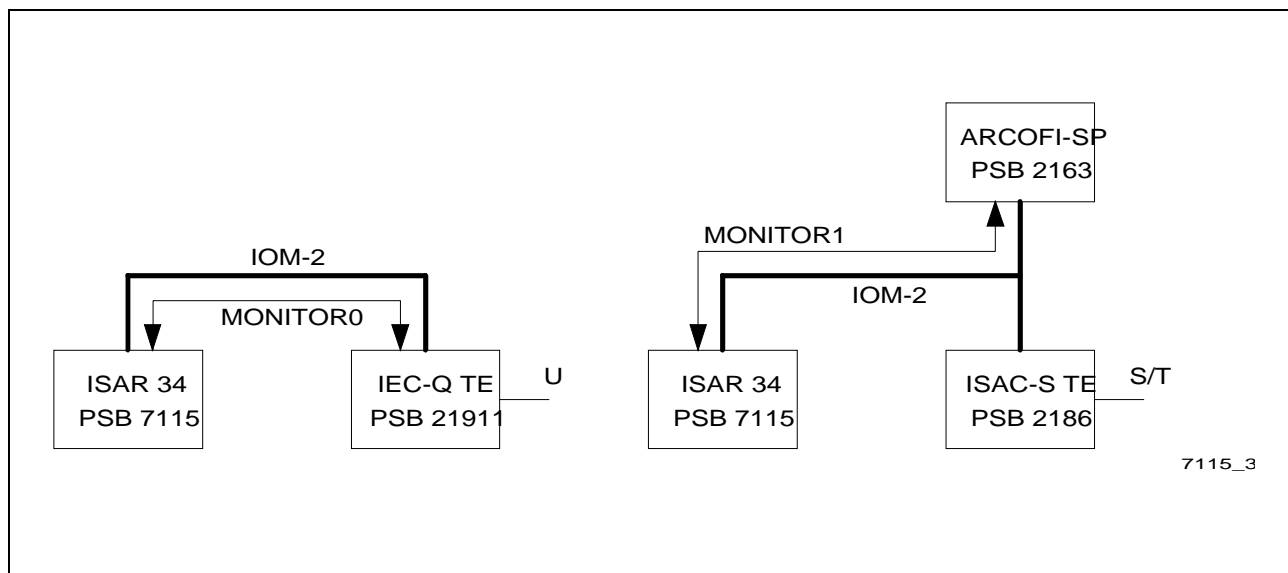 ARCOFI-SP
PSB 2163
MONITOR1
IOM-2
IOM-2
MONITOR0
ISAR 34
PSB 7115
IEC-Q TE
PSB 21911
U
ISAR 34
PSB 7115
ISAC-S TE
PSB 2186
S/T
7115_3